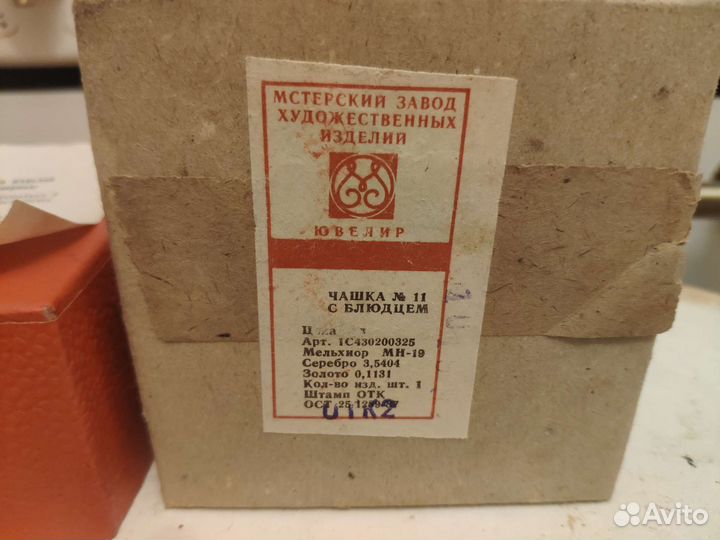 МСТЕРСКИЙ ЗАВОД
ХУДОЖЕСТВЕННЫХ
ИЗДЕЛИЙ
ЮВЕЛИР
ЧАШКА № 11
С БЛЮДЦЕМ
Арт. 1С430200325
Мельхиор МН-19
Серебро 3,5404
Золото 0,1131
Кол-во изд. шт. 1
Штамп ОТК
ОСТ
Avito